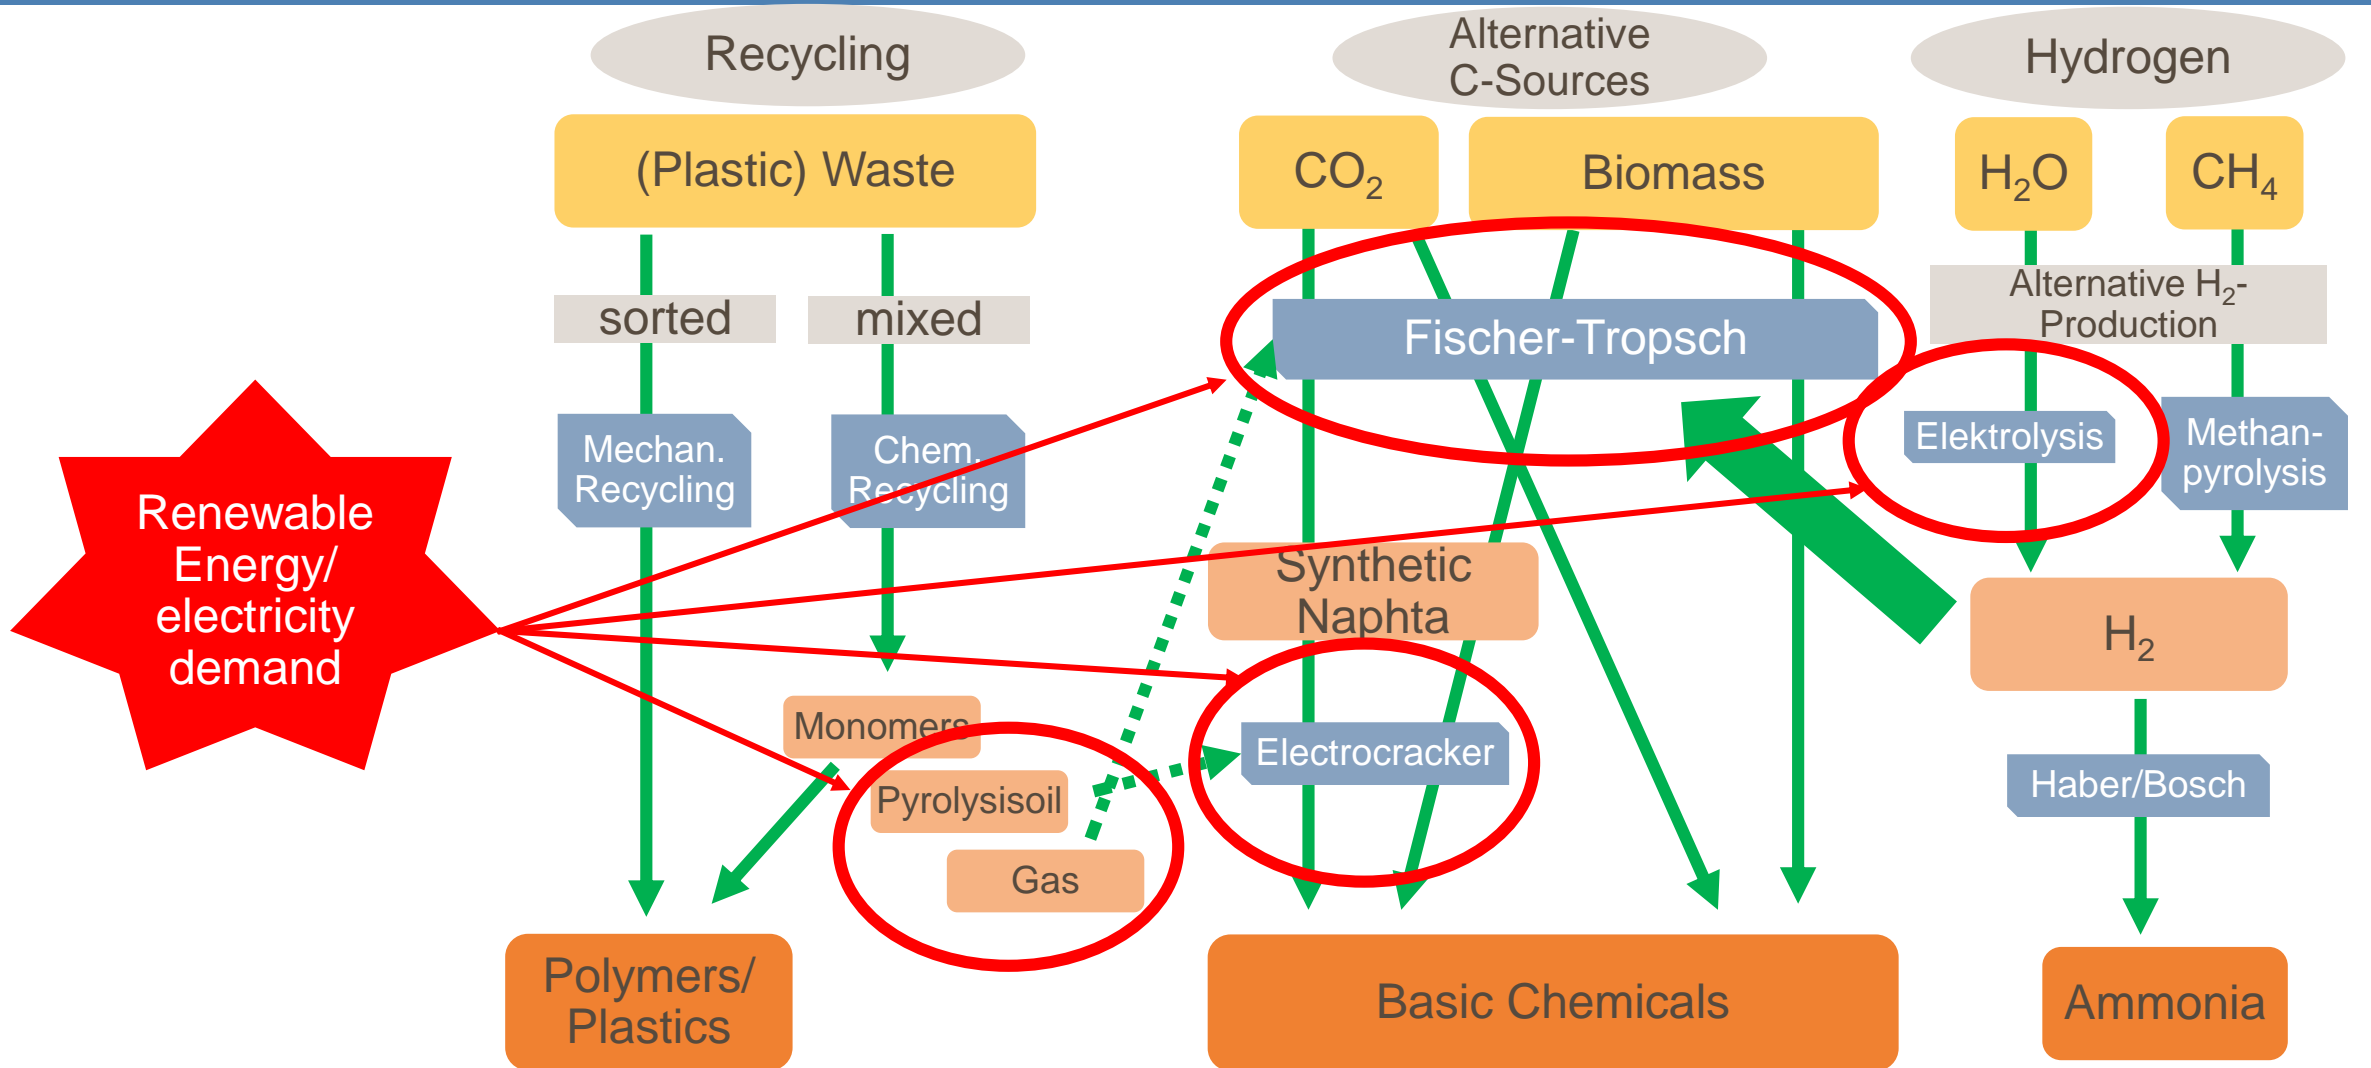 Recycling
Alternative
C-Sources
Hydrogen
(Plastic) Waste
CO₂
Biomass
H₂O
CH₄
sorted
mixed
Fischer-Tropsch
Alternative H₂-
Production
Mechan.
Recycling
Chem.
Recycling
Elektrolysis
Methan-
pyrolysis
Renewable
Energy/
electricity
demand
Synthetic
Naphta
H₂
Monomers
Pyrolysisoil
Gas
Electrocracker
Haber/Bosch
Polymers/
Plastics
Basic Chemicals
Ammonia